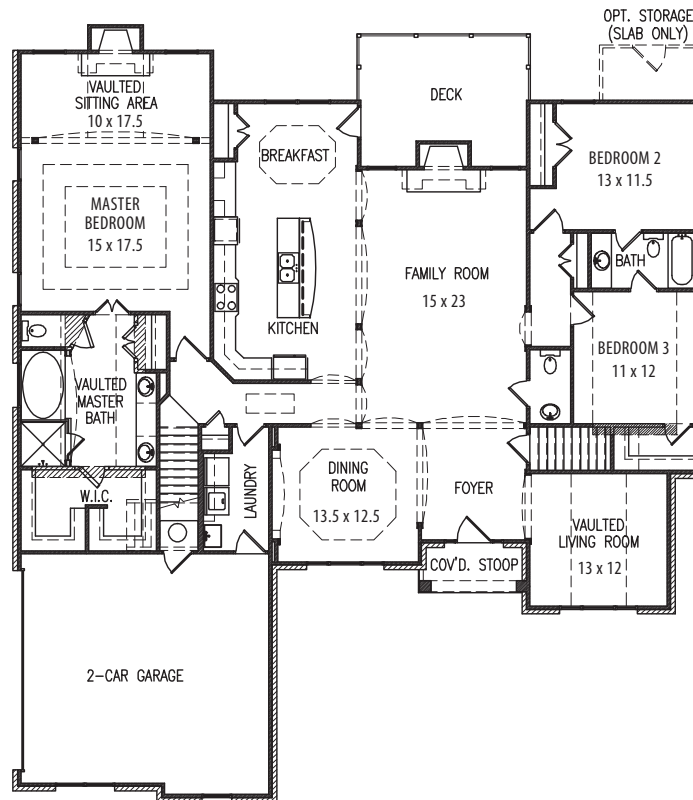 OPT. STORAGE
(SLAB ONLY)
VAULTED
SITTING AREA
10 x 17.5
DECK
BREAKFAST
BEDROOM 2
13 x 11.5
MASTER
BEDROOM
15 x 17.5
FAMILY ROOM
15 x 23
BATH
KITCHEN
BEDROOM 3
11 x 12
VAULTED
MASTER
BATH
W.I.C.
LAUNDRY
DINING
ROOM
13.5 x 12.5
FOYER
VAULTED
LIVING ROOM
13 x 12
COV'D. STOOP
2-CAR GARAGE